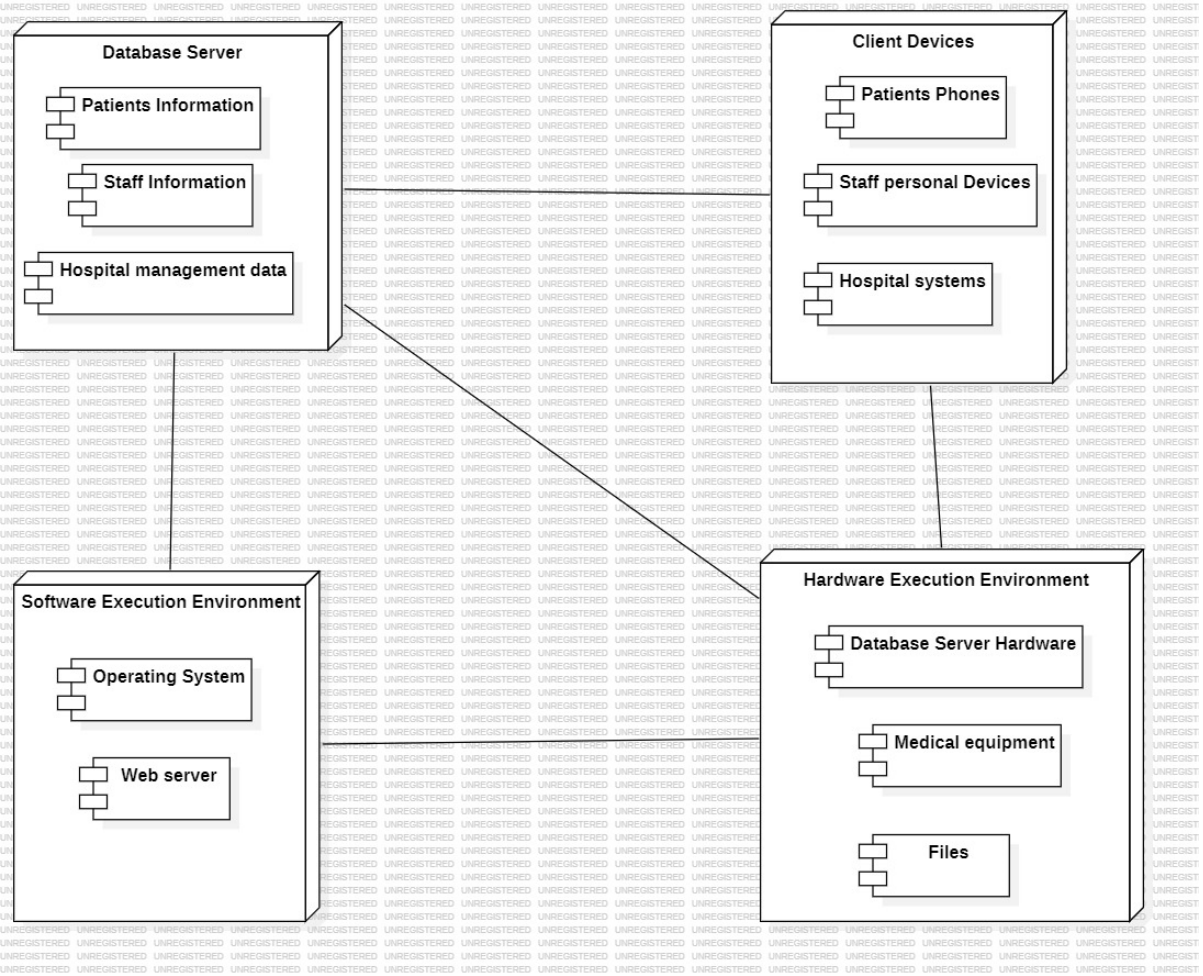 Database Server
Patients Information
Staff Information
Hospital management data
Client Devices
Patients Phones
Staff personal Devices
Hospital systems
Software Execution Environment
Operating System
Web server
Hardware Execution Environment
Database Server Hardware
Medical equipment
Files
UNREGISTERED